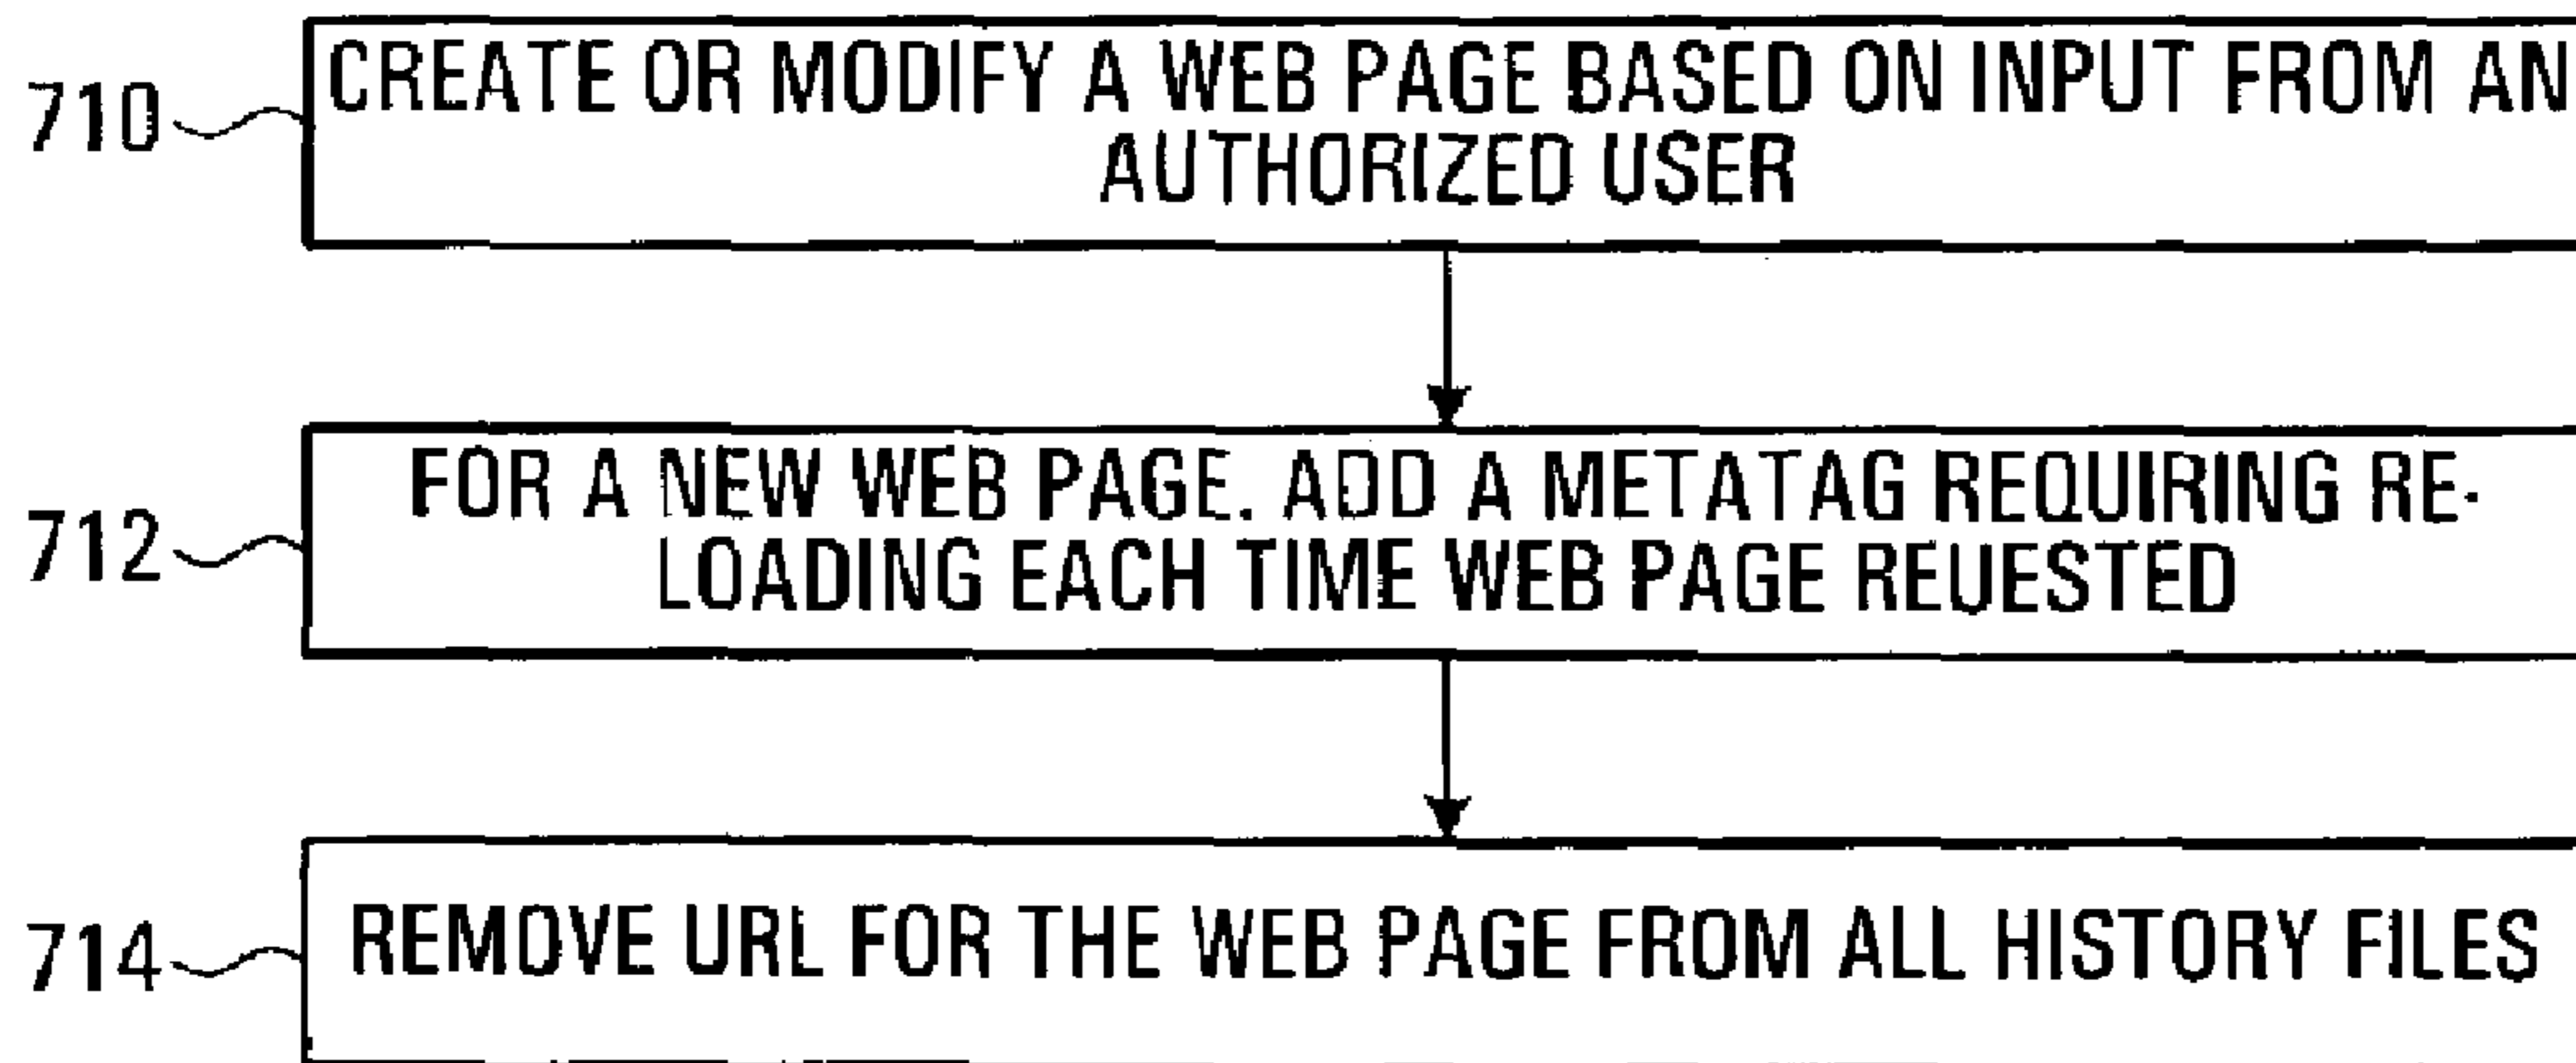 710
CREATE OR MODIFY A WEB PAGE BASED ON INPUT FROM AN
AUTHORIZED USER
712
FOR A NEW WEB PAGE. ADD A METATAG REQUIRING RE-
LOADING EACH TIME WEB PAGE REUESTED
714
REMOVE URL FOR THE WEB PAGE FROM ALL HISTORY FILES